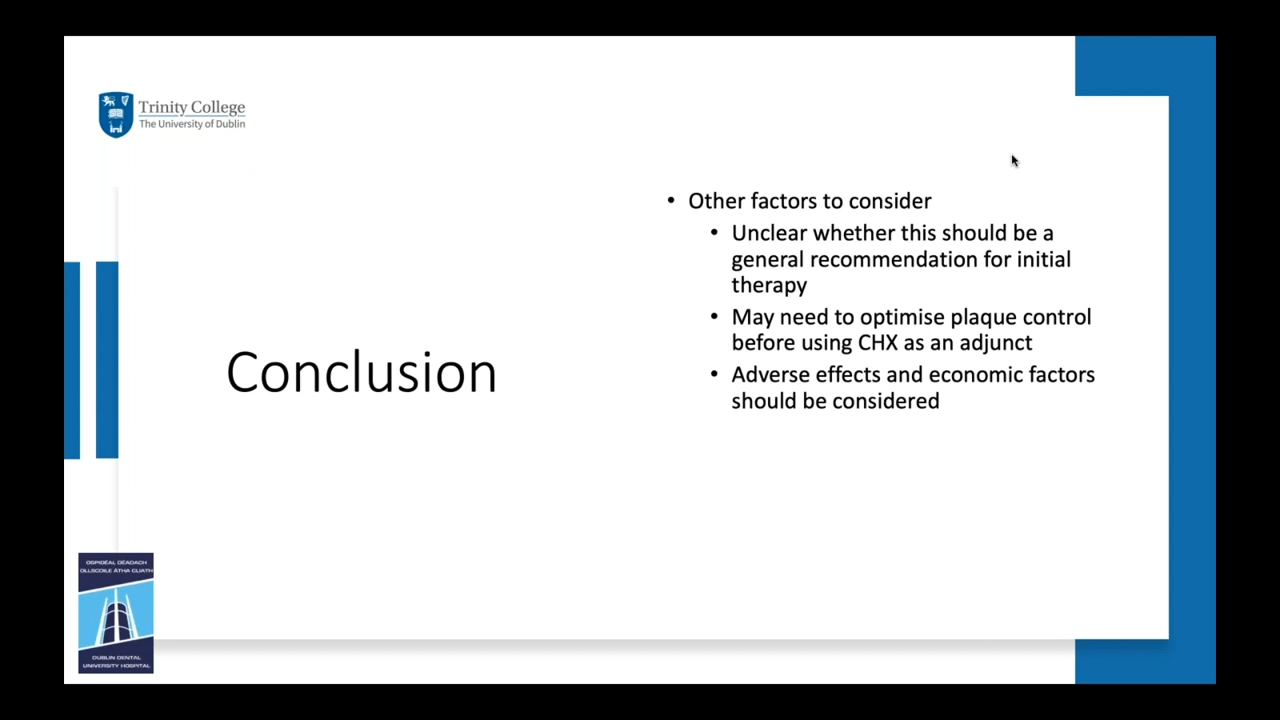 Trinity College
The University of Dublin
• Other factors to consider
• Unclear whether this should be a
general recommendation for initial
therapy
• May need to optimise plaque control
before using CHX as an adjunct
• Adverse effects and economic factors
should be considered
Conclusion
OSPIDÉAL DÉADACH
OLLSCOILE ÁTHA CLIATH
DUBLIN DENTAL
UNIVERSITY HOSPITAL